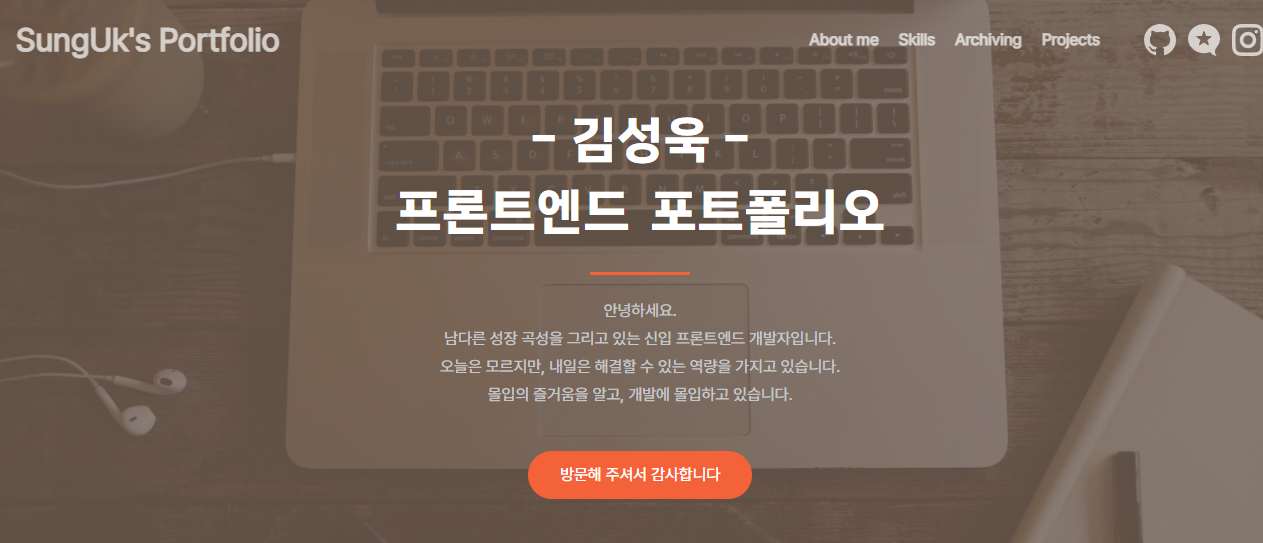 SungUk's Portfolio
About me Skills Archiving Projects
- 김성욱 -
프론트엔드 포트폴리오
안녕하세요.
남다른 성장 곡성을 그리고 있는 신입 프론트엔드 개발자입니다.
오늘은 모르지만, 내일은 해결할 수 있는 역량을 가지고 있습니다.
몰입의 즐거움을 알고, 개발에 몰입하고 있습니다.
방문해 주셔서 감사합니다